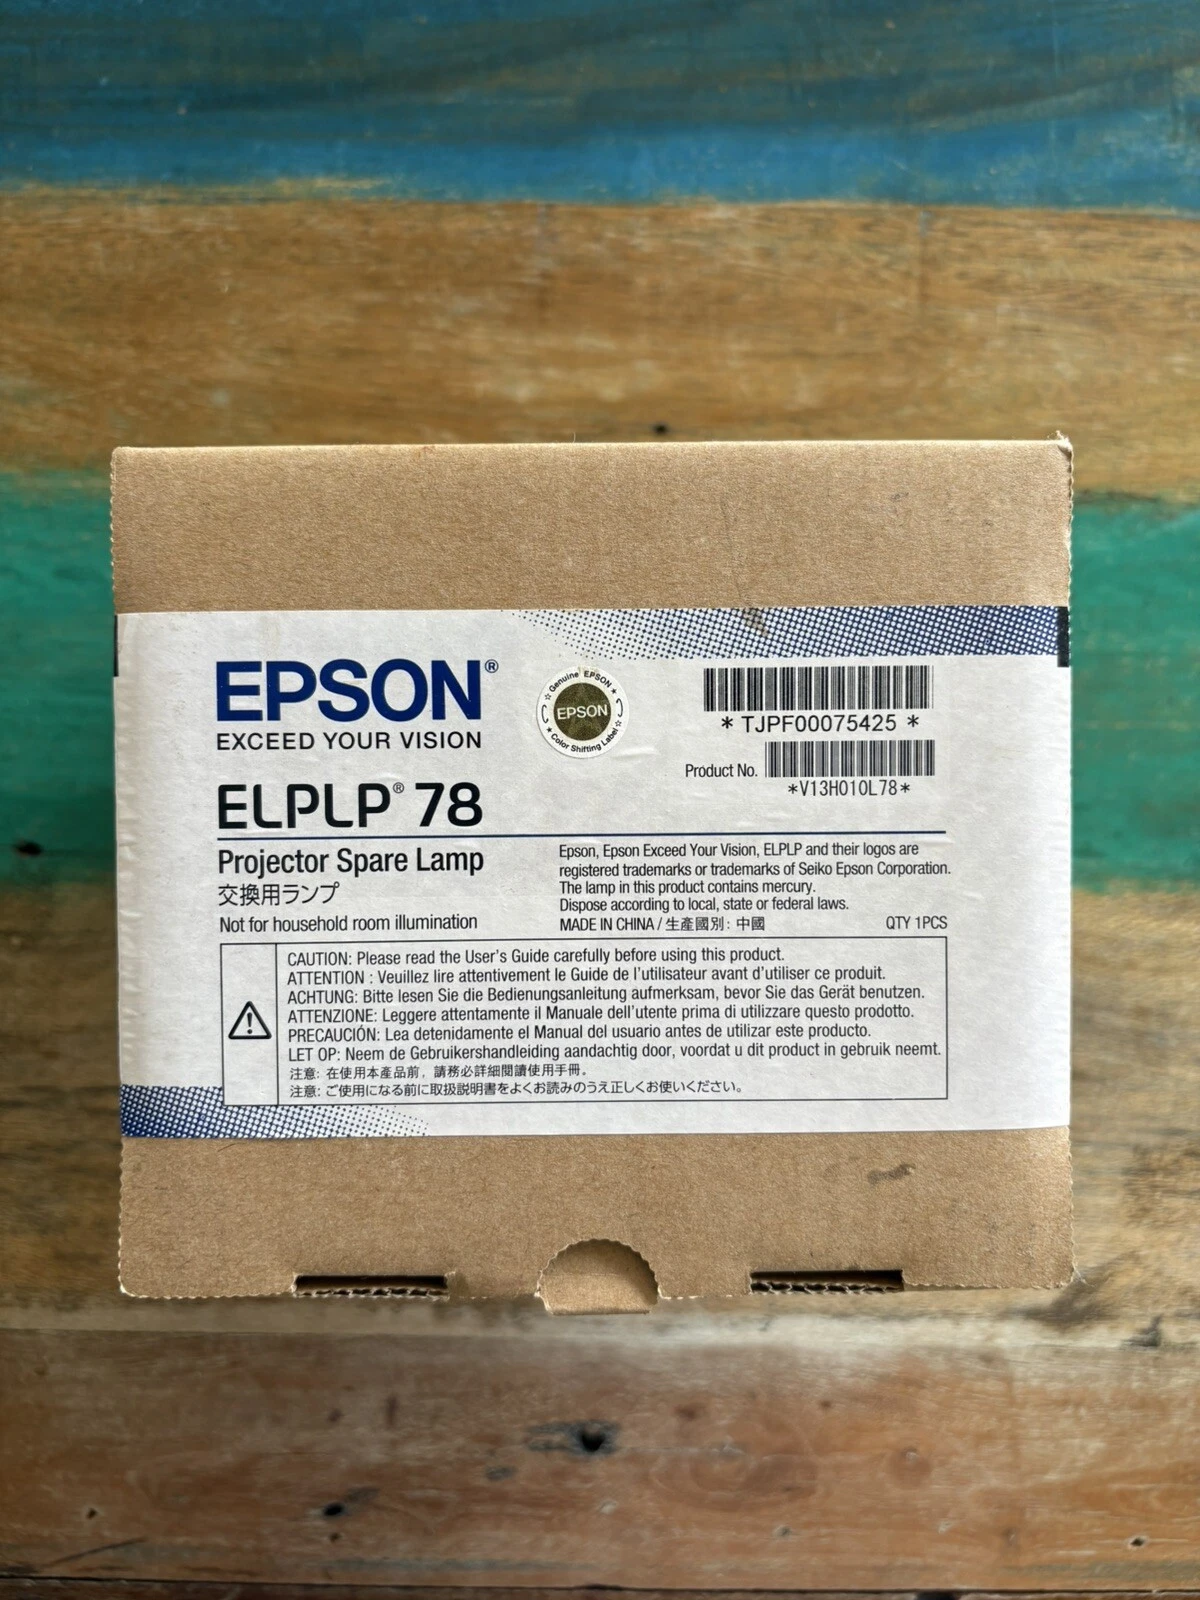 EPSON®
EXCEED YOUR VISION
☆ Genuine EPSON ★
EPSON
★ Color Shifting Label ☆
* TJPF00075425 *
Product No.
*V13H010L78*
ELPLP® 78
Projector Spare Lamp
交換用ランプ
Not for household room illumination
Epson, Epson Exceed Your Vision, ELPLP and their logos are
registered trademarks or trademarks of Seiko Epson Corporation.
The lamp in this product contains mercury.
Dispose according to local, state or federal laws.
MADE IN CHINA / 生產國別: 中國
QTY 1PCS
CAUTION: Please read the User's Guide carefully before using this product.
ATTENTION : Veuillez lire attentivement le Guide de l'utilisateur avant d'utiliser ce produit.
ACHTUNG: Bitte lesen Sie die Bedienungsanleitung aufmerksam, bevor Sie das Gerät benutzen.
ATTENZIONE: Leggere attentamente il Manuale dell'utente prima di utilizzare questo prodotto.
PRECAUCIÓN: Lea detenidamente el Manual del usuario antes de utilizar este producto.
LET OP: Neem de Gebruikershandleiding aandachtig door, voordat u dit product in gebruik neemt.
注意: 在使用本產品前, 請務必詳細閱讀使用手冊。
注意: ご使用になる前に取扱説明書をよくお読みのうえ正しくお使いください。